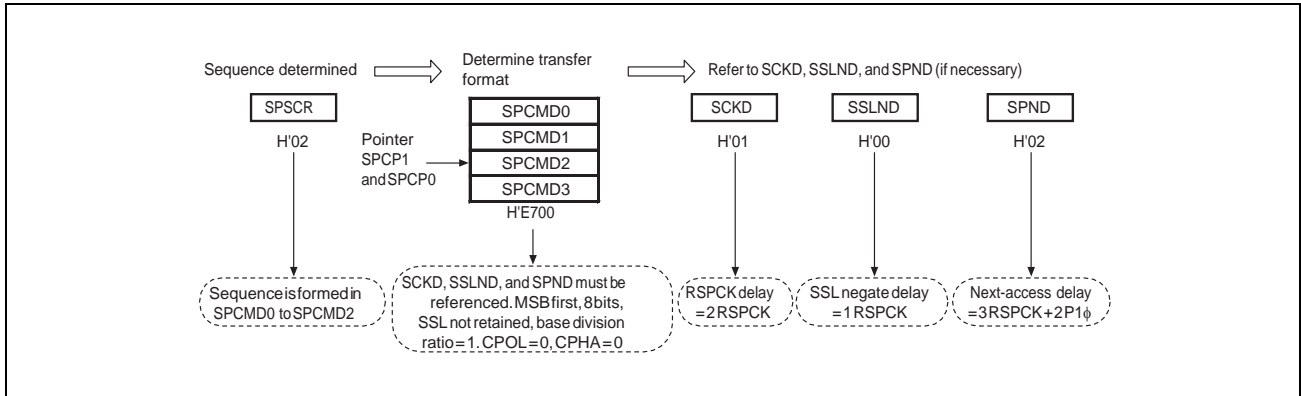 Sequence determined
Determine transfer
format
Refer to SCKD, SSLND, and SPND (if necessary)
SPSCR
H'02
Pointer
SPCP1
and SPCP0
SPCMD0
SPCMD1
SPCMD2
SPCMD3
H'E700
SCKD
H'01
SSLND
H'00
SPND
H'02
Sequence is formed in
SPCMD0 to SPCMD2
SCKD, SSLND, and SPND must be
referenced. MSB first, 8 bits,
SSL not retained, base division
ratio = 1. CPOL = 0, CPHA = 0
RSPCK delay
= 2 RSPCK
SSL negate delay
= 1 RSPCK
Next-access delay
= 3 RSPCK + 2P1ϕ